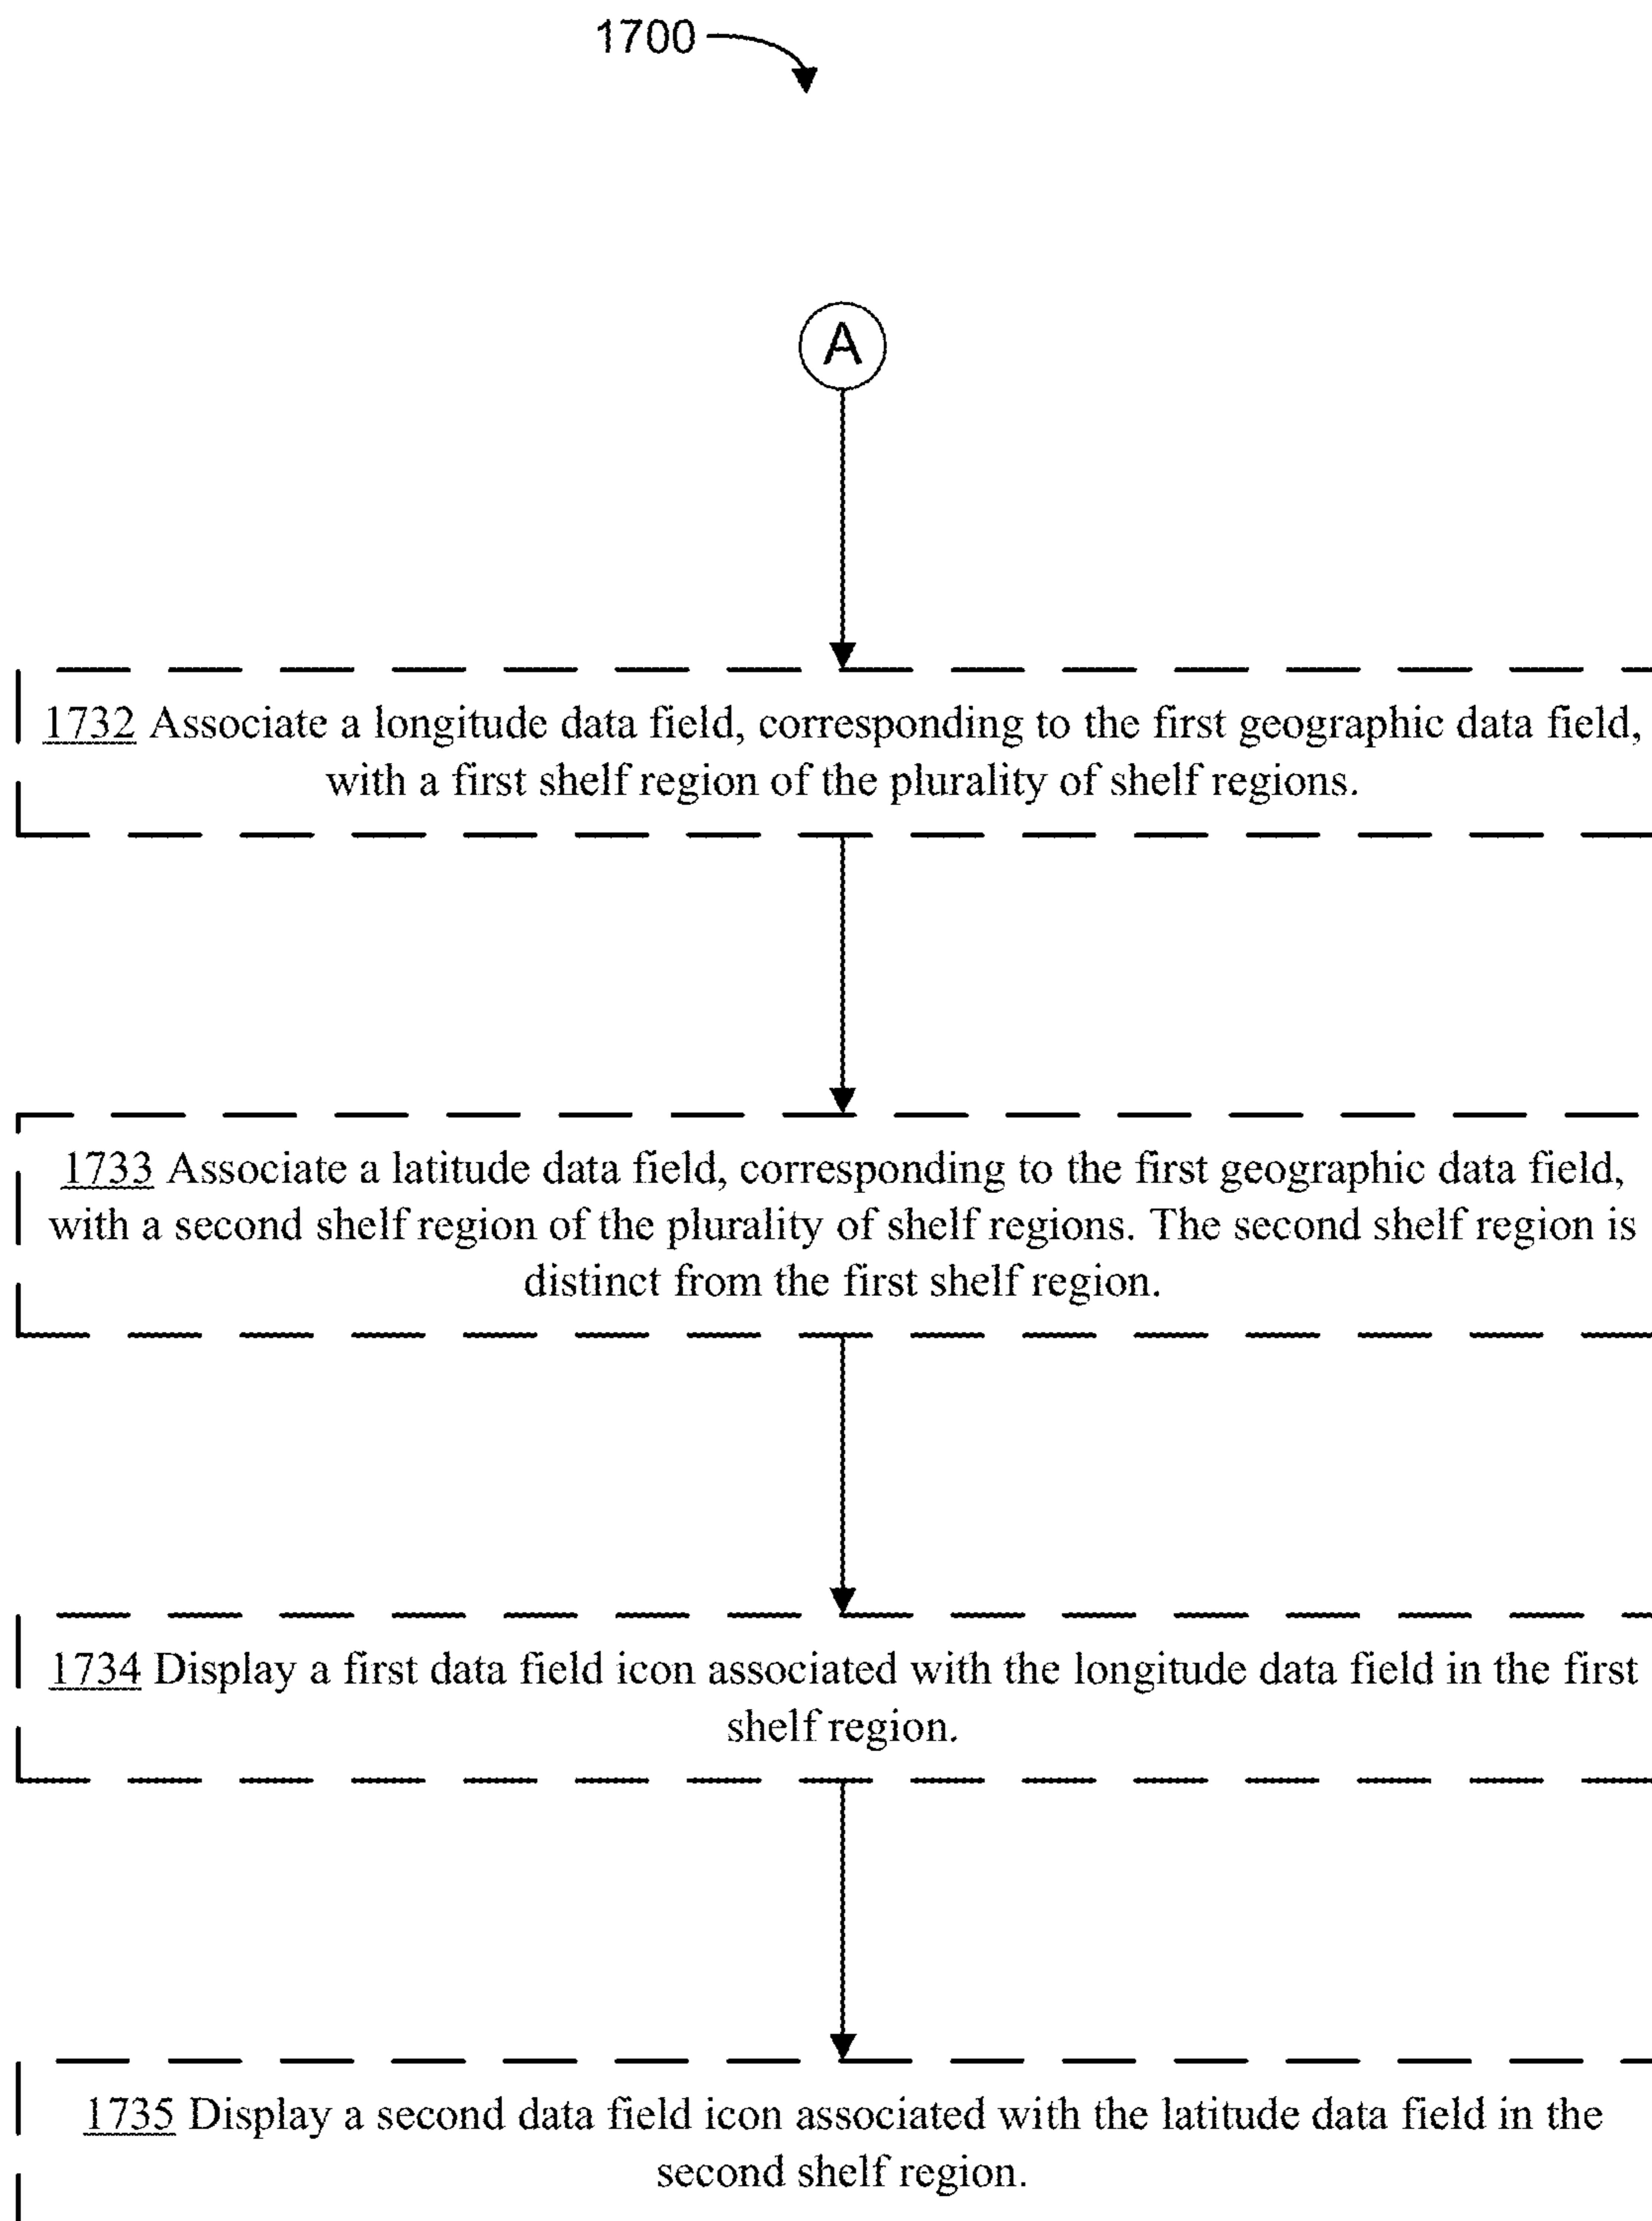 1700
A
1732 Associate a longitude data field, corresponding to the first geographic data field,
with a first shelf region of the plurality of shelf regions.
1733 Associate a latitude data field, corresponding to the first geographic data field,
with a second shelf region of the plurality of shelf regions. The second shelf region is
distinct from the first shelf region.
1734 Display a first data field icon associated with the longitude data field in the first
shelf region.
1735 Display a second data field icon associated with the latitude data field in the
second shelf region.